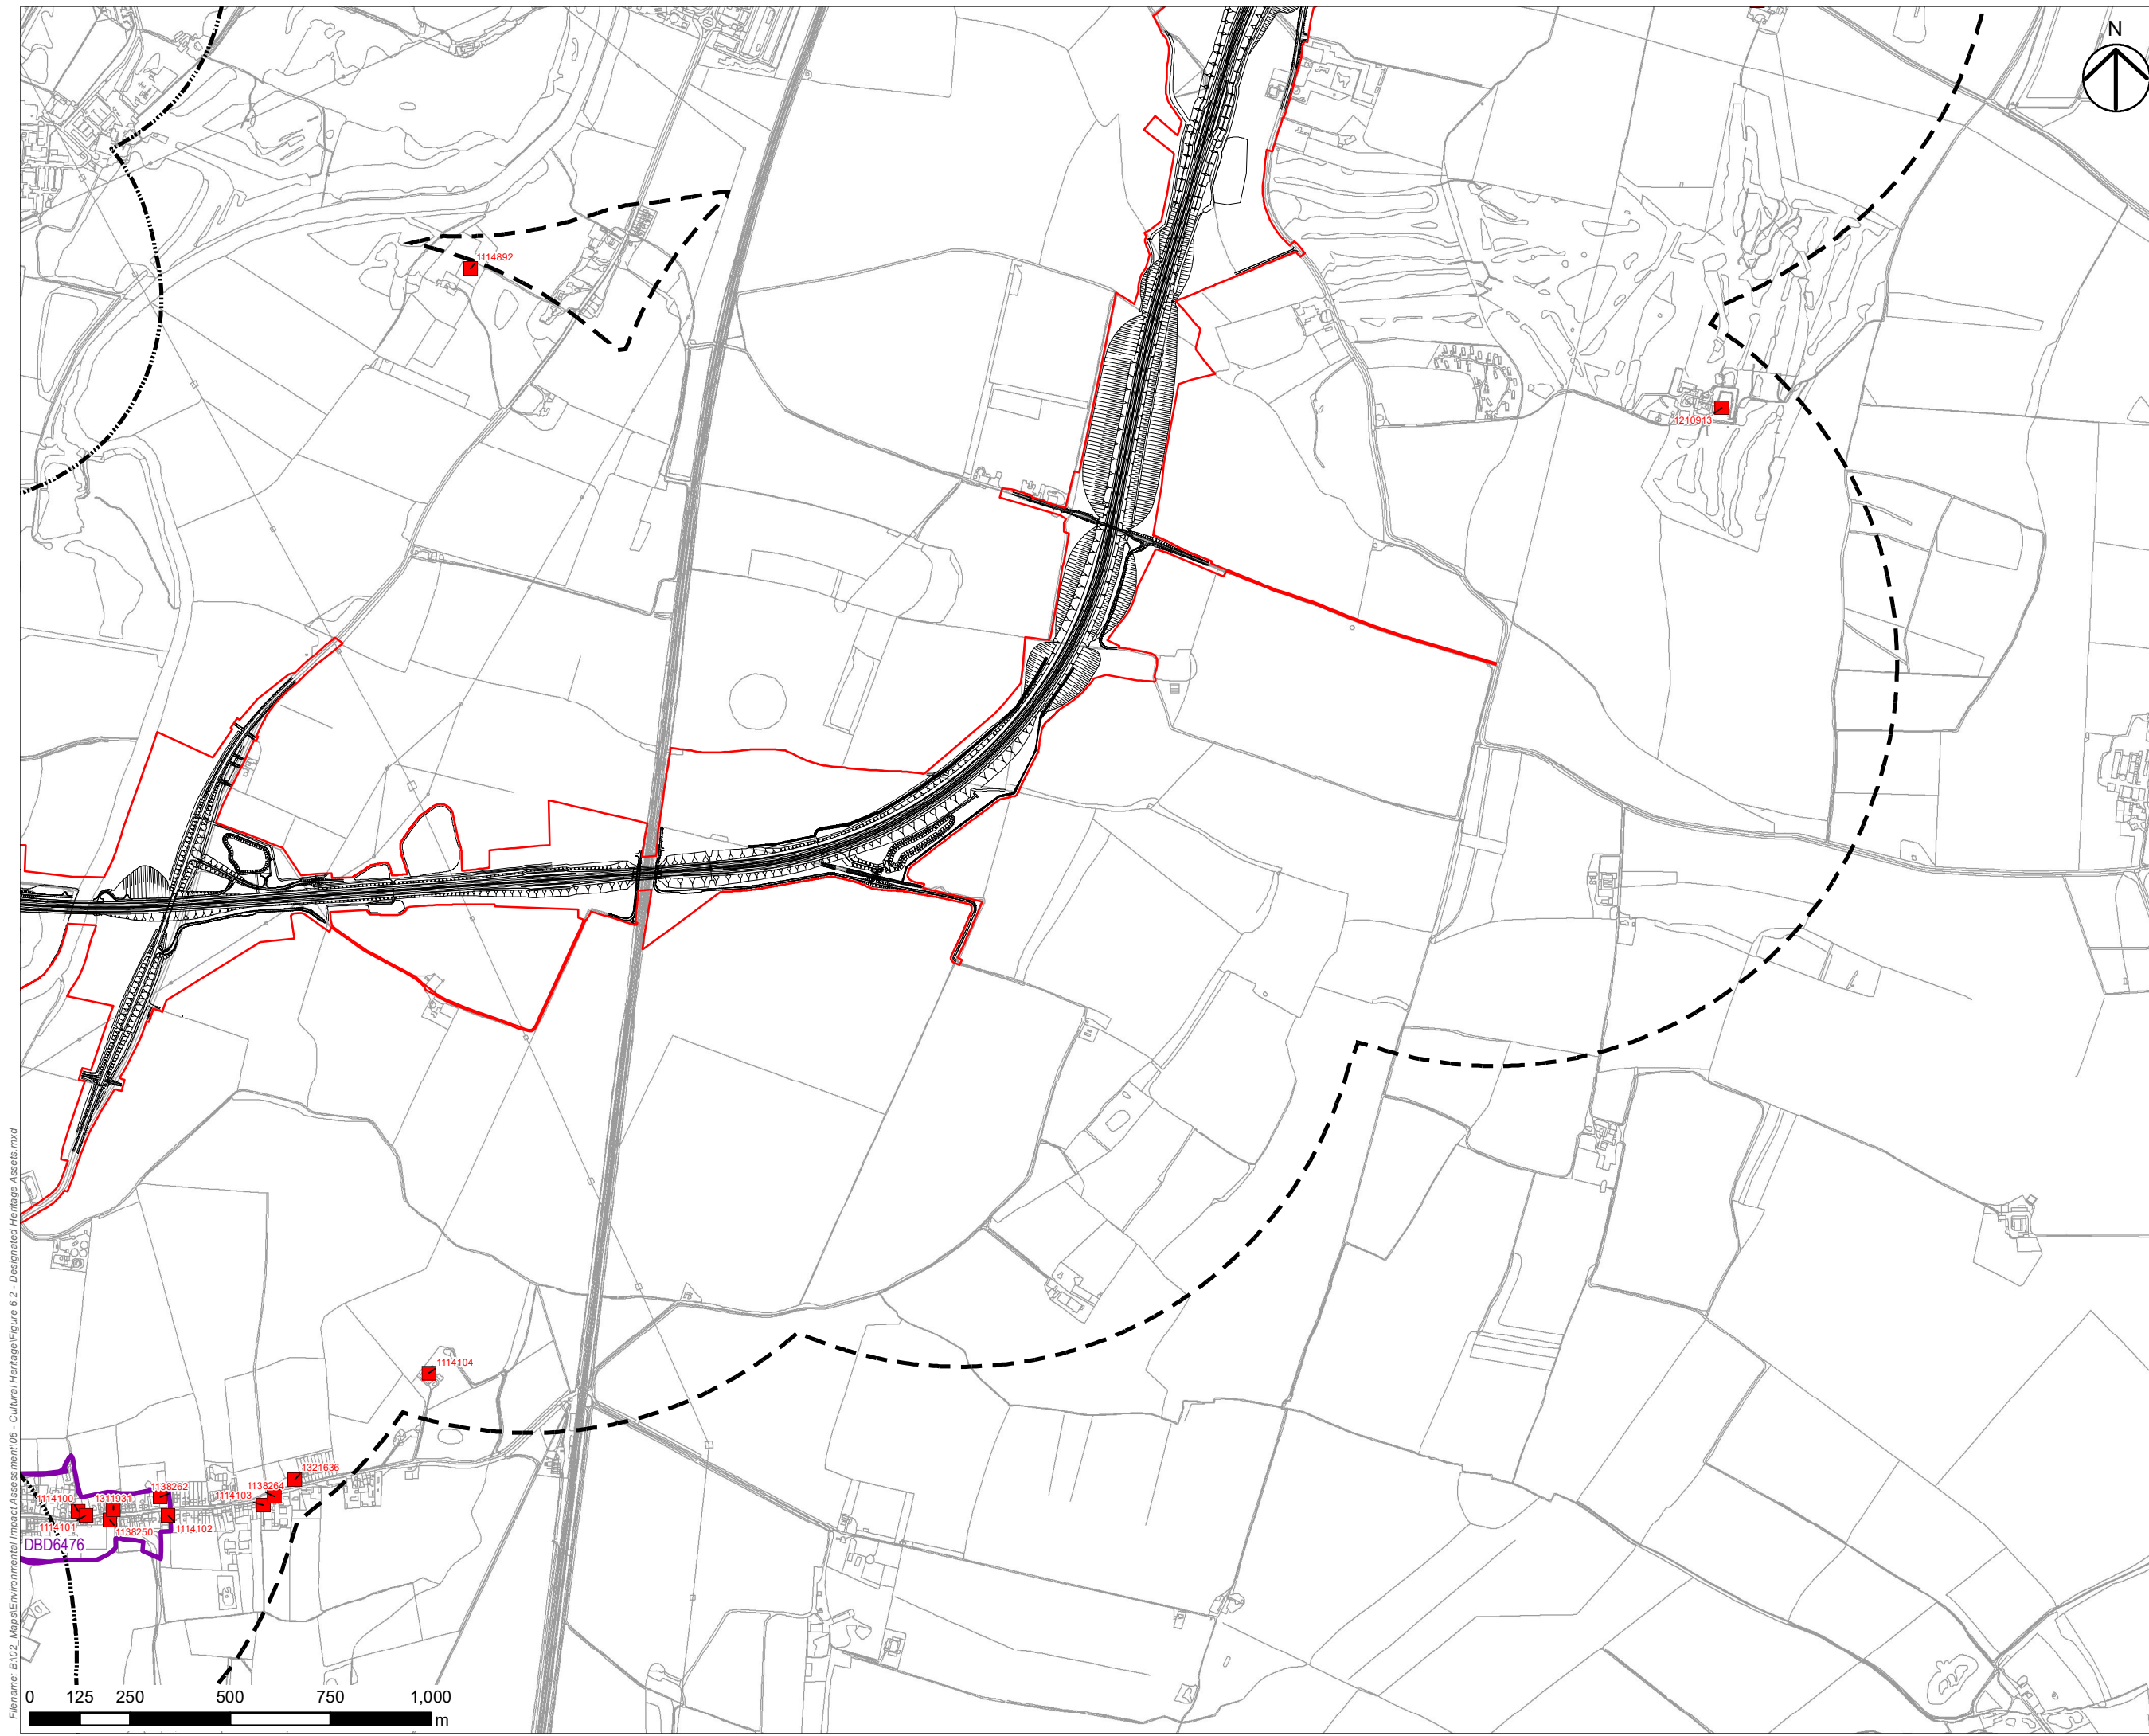 N
1114892
1210913
1114104
1321636
1138262
1138264
1114100
1311931
1114103
1114101
1138250
1114102
DBD6476
0 125 250 500 750 1,000
m
Filename: B:\02_Maps\Environmental Impact Assessment\06 - Cultural Heritage\Figure 6.2 - Designated Heritage Assets.mxd